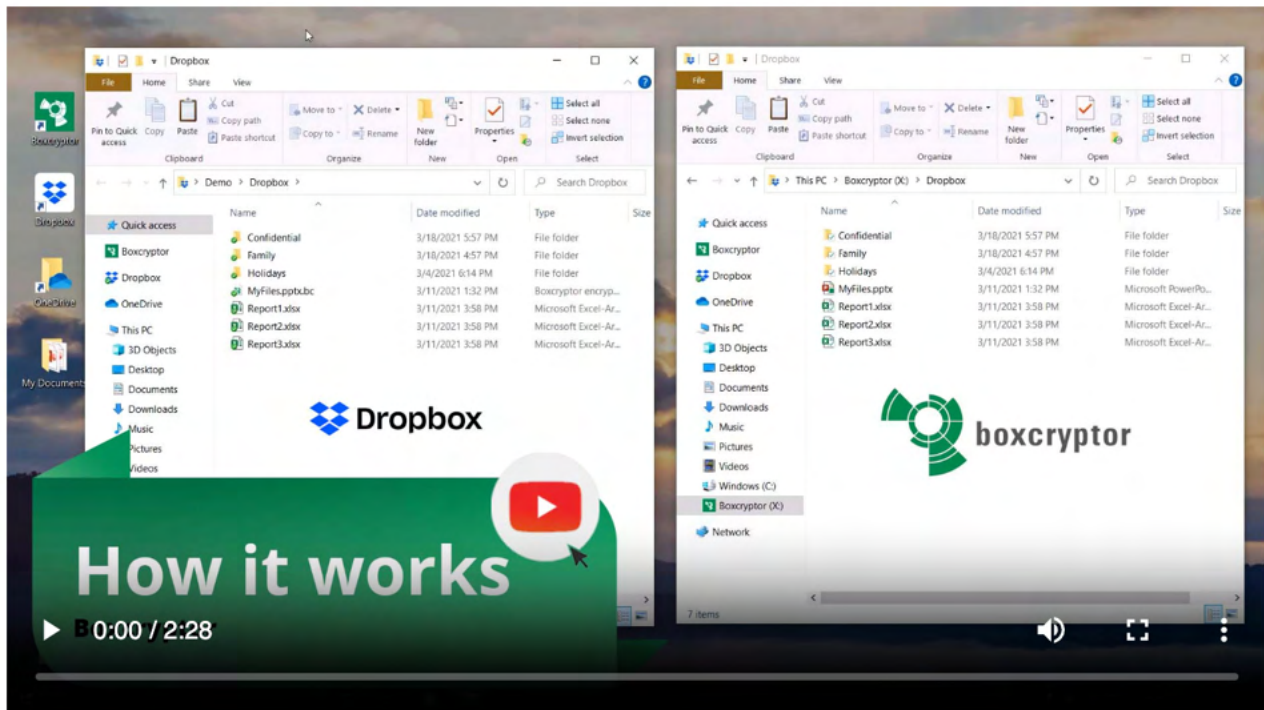 Dropbox
File Home Share View
Pin to Quick access
Copy
Paste
Cut
Copy path
Paste shortcut
Move to
Copy to
Delete
Rename
New folder
Properties
Select all
Select none
Invert selection
Clipboard Organize New Open Select
Demo > Dropbox >
Search Dropbox
Name Date modified Type Size
Confidential 3/18/2021 5:57 PM File folder
Family 3/18/2021 4:57 PM File folder
Holidays 3/4/2021 6:14 PM File folder
MyFiles.pptx.bc 3/11/2021 1:32 PM Boxcryptor encryp...
Report1.xlsx 3/11/2021 3:58 PM Microsoft Excel-Ar...
Report2.xlsx 3/11/2021 3:58 PM Microsoft Excel-Ar...
Report3.xlsx 3/11/2021 3:58 PM Microsoft Excel-Ar...
Quick access
Boxcryptor
Dropbox
OneDrive
This PC
3D Objects
Desktop
Documents
Downloads
Music
Pictures
Videos
Dropbox
Boxcryptor
Dropbox
OneDrive
My Documents
Dropbox
File Home Share View
Pin to Quick access
Copy
Paste
Cut
Copy path
Paste shortcut
Move to
Copy to
Delete
Rename
New folder
Properties
Select all
Select none
Invert selection
Clipboard Organize New Open Select
This PC > Boxcryptor (X:) > Dropbox
Search Dropbox
Name Date modified Type Size
Confidential 3/18/2021 5:57 PM File folder
Family 3/18/2021 4:57 PM File folder
Holidays 3/4/2021 6:14 PM File folder
MyFiles.pptx 3/11/2021 1:32 PM Microsoft PowerPo...
Report1.xlsx 3/11/2021 3:58 PM Microsoft Excel-Ar...
Report2.xlsx 3/11/2021 3:58 PM Microsoft Excel-Ar...
Report3.xlsx 3/11/2021 3:58 PM Microsoft Excel-Ar...
Quick access
Boxcryptor
Dropbox
OneDrive
This PC
3D Objects
Desktop
Documents
Downloads
Music
Pictures
Videos
Windows (C:)
Boxcryptor (X:)
Network
7 items
boxcryptor
How it works
0:00 / 2:28